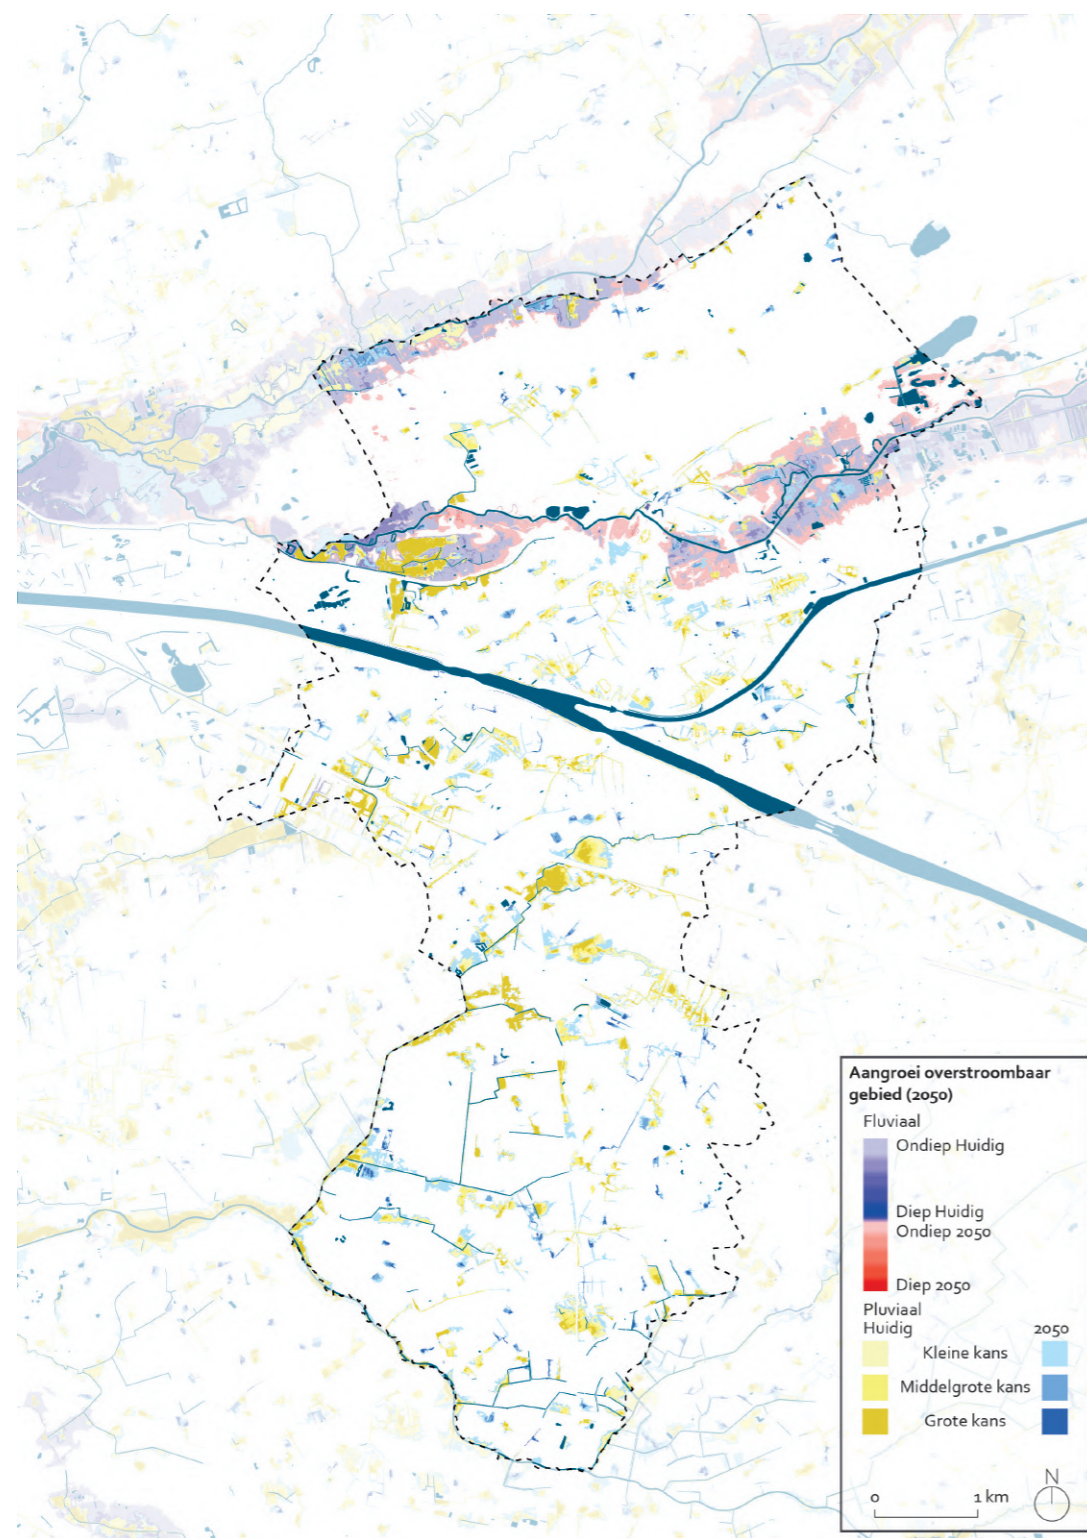 Aangroei overstroombaar
gebied (2050)
Fluviaal
Ondiep Huidig
Diep Huidig
Ondiep 2050
Diep 2050
Pluviaal
Huidig 2050
Kleine kans
Middelgrote kans
Grote kans
N
0 1 km